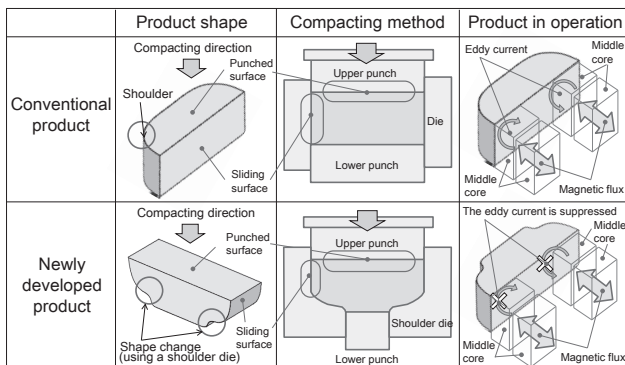 Product shape
Compacting method
Product in operation
Conventional
product
Compacting direction
Punched
surface
Shoulder
Sliding
surface
Upper punch
Die
Lower punch
Eddy current
Middle
core
Middle
core
Magnetic flux
Newly
developed
product
Compacting direction
Punched
surface
Sliding
surface
Shape change
(using a shoulder die)
Upper punch
Shoulder die
Lower punch
The eddy current is suppressed
Middle
core
Middle
core
Magnetic flux